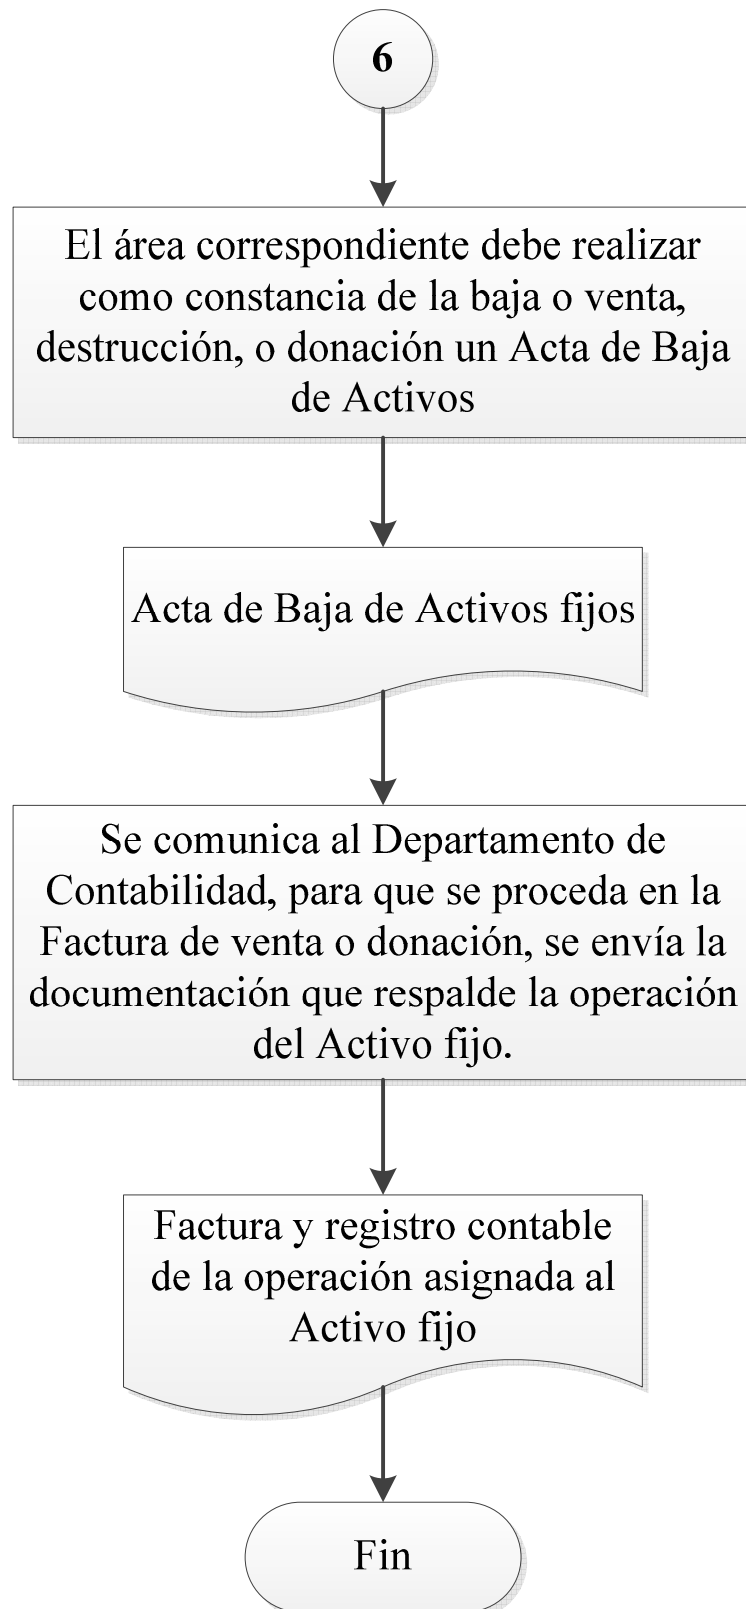 6
El área correspondiente debe realizar
como constancia de la baja o venta,
destrucción, o donación un Acta de Baja
de Activos
Acta de Baja de Activos fijos
Se comunica al Departamento de
Contabilidad, para que se proceda en la
Factura de venta o donación, se envía la
documentación que respalde la operación
del Activo fijo.
Factura y registro contable
de la operación asignada al
Activo fijo
Fin